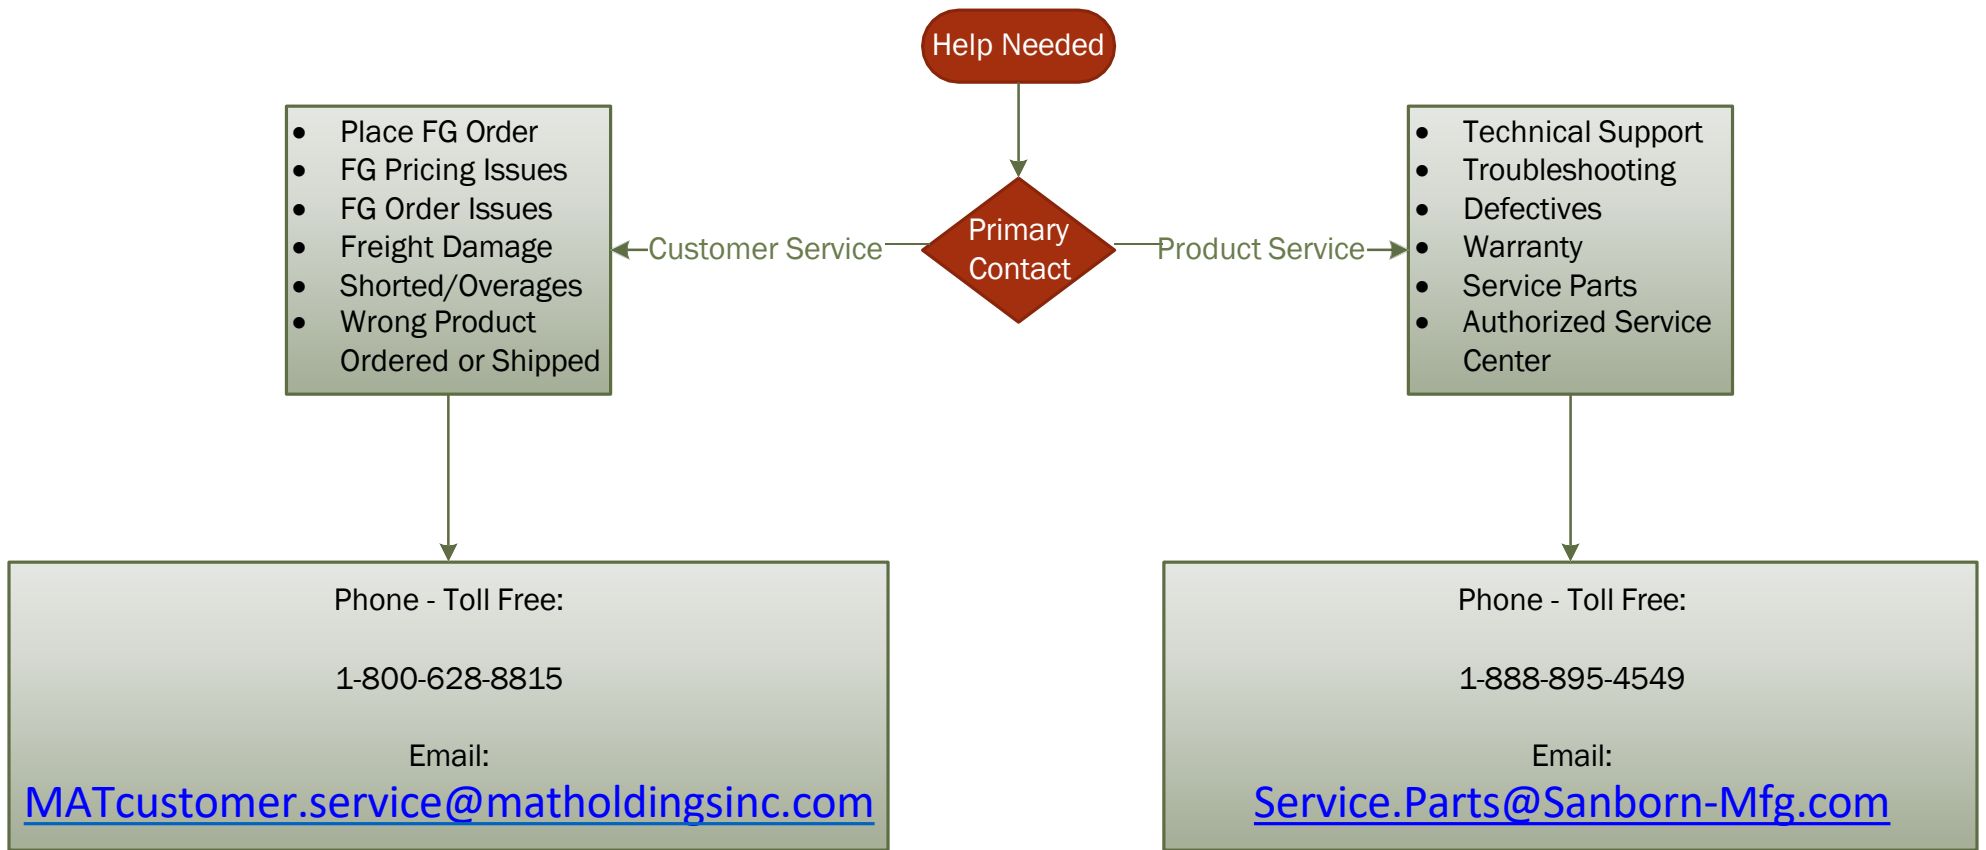 Help Needed
Primary
Contact
Customer Service
Product Service
• Place FG Order
• FG Pricing Issues
• FG Order Issues
• Freight Damage
• Shorted/Overages
• Wrong Product
Ordered or Shipped
• Technical Support
• Troubleshooting
• Defectives
• Warranty
• Service Parts
• Authorized Service
Center
Phone - Toll Free:
1-800-628-8815
Email:
MATcustomer.service@matholdingsinc.com
Phone - Toll Free:
1-888-895-4549
Email:
Service.Parts@Sanborn-Mfg.com